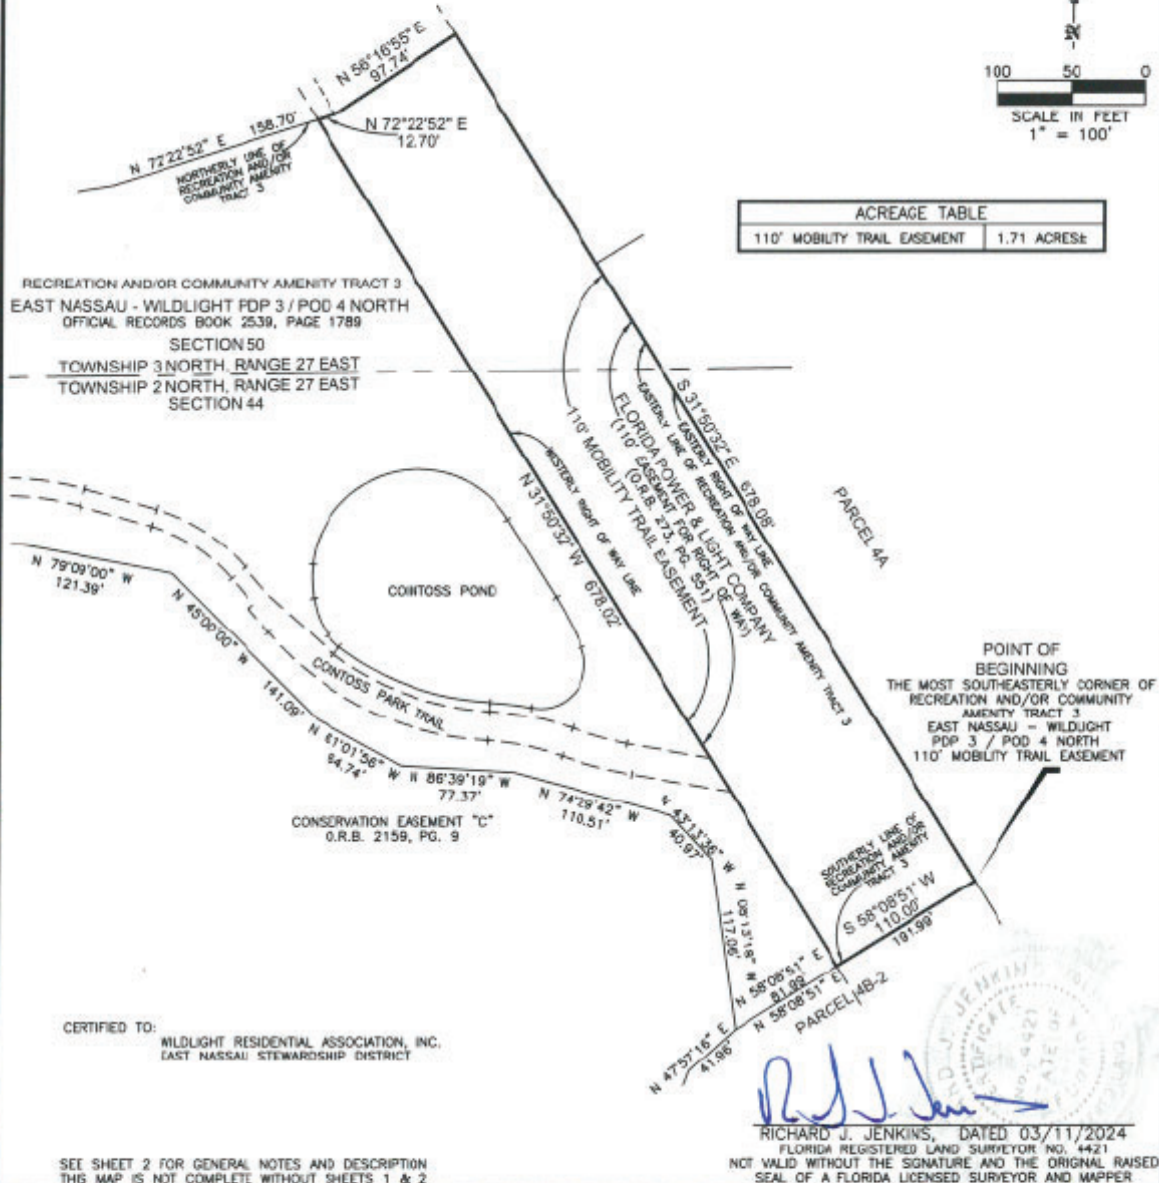 N 56°16'55" E
97.74'
N 72°22'52" E
12.70'
N 72°22'52" E 158.70'
NORTHERLY LINE OF
RECREATION AND/OR
COMMUNITY AMENITY
TRACT 3
100 50 0
SCALE IN FEET
1" = 100'
ACREAGE TABLE
110' MOBILITY TRAIL EASEMENT 1.71 ACRES±
RECREATION AND/OR COMMUNITY AMENITY TRACT 3
EAST NASSAU - WILDLIGHT PDP 3 / POD 4 NORTH
OFFICIAL RECORDS BOOK 2539, PAGE 1789
SECTION 50
TOWNSHIP 3 NORTH, RANGE 27 EAST
TOWNSHIP 2 NORTH, RANGE 27 EAST
SECTION 44
S 31°50'32" E 678.08'
EASTERLY RIGHT OF WAY LINE
EASTERLY LINE OF RECREATION AND/OR COMMUNITY AMENITY TRACT 3
FLORIDA POWER & LIGHT COMPANY
(110' EASEMENT FOR RIGHT OF WAY)
(O.R.B. 273, PG. 551)
110' MOBILITY TRAIL EASEMENT
WESTERLY RIGHT OF WAY LINE
N 31°50'32" W 678.02'
PARCEL 4A
COINTOSS POND
COINTOSS PARK TRAIL
N 79°09'00" W
121.39'
N 45°00'00" W
141.09'
N 61°01'56" W
84.74'
N 86°39'19" W
77.37'
N 74°29'42" W
110.51'
N 43°13'36" W
40.97'
N 08°13'18" W
117.06'
CONSERVATION EASEMENT "C"
O.R.B. 2159, PG. 9
POINT OF
BEGINNING
THE MOST SOUTHEASTERLY CORNER OF
RECREATION AND/OR COMMUNITY
AMENITY TRACT 3
EAST NASSAU - WILDLIGHT
PDP 3 / POD 4 NORTH
110' MOBILITY TRAIL EASEMENT
SOUTHERLY LINE OF
RECREATION AND/OR
COMMUNITY AMENITY
TRACT 3
S 58°08'51" W
110.00'
191.99'
N 58°08'51" E
81.99'
N 58°08'51" E
PARCEL 4B-2
N 47°57'16" E
41.96'
CERTIFIED TO:
WILDLIGHT RESIDENTIAL ASSOCIATION, INC.
EAST NASSAU STEWARDSHIP DISTRICT
RICHARD J. JENKINS, DATED 03/11/2024
FLORIDA REGISTERED LAND SURVEYOR NO. 4421
NOT VALID WITHOUT THE SIGNATURE AND THE ORIGINAL RAISED
SEAL OF A FLORIDA LICENSED SURVEYOR AND MAPPER
SEE SHEET 2 FOR GENERAL NOTES AND DESCRIPTION
THIS MAP IS NOT COMPLETE WITHOUT SHEETS 1 & 2